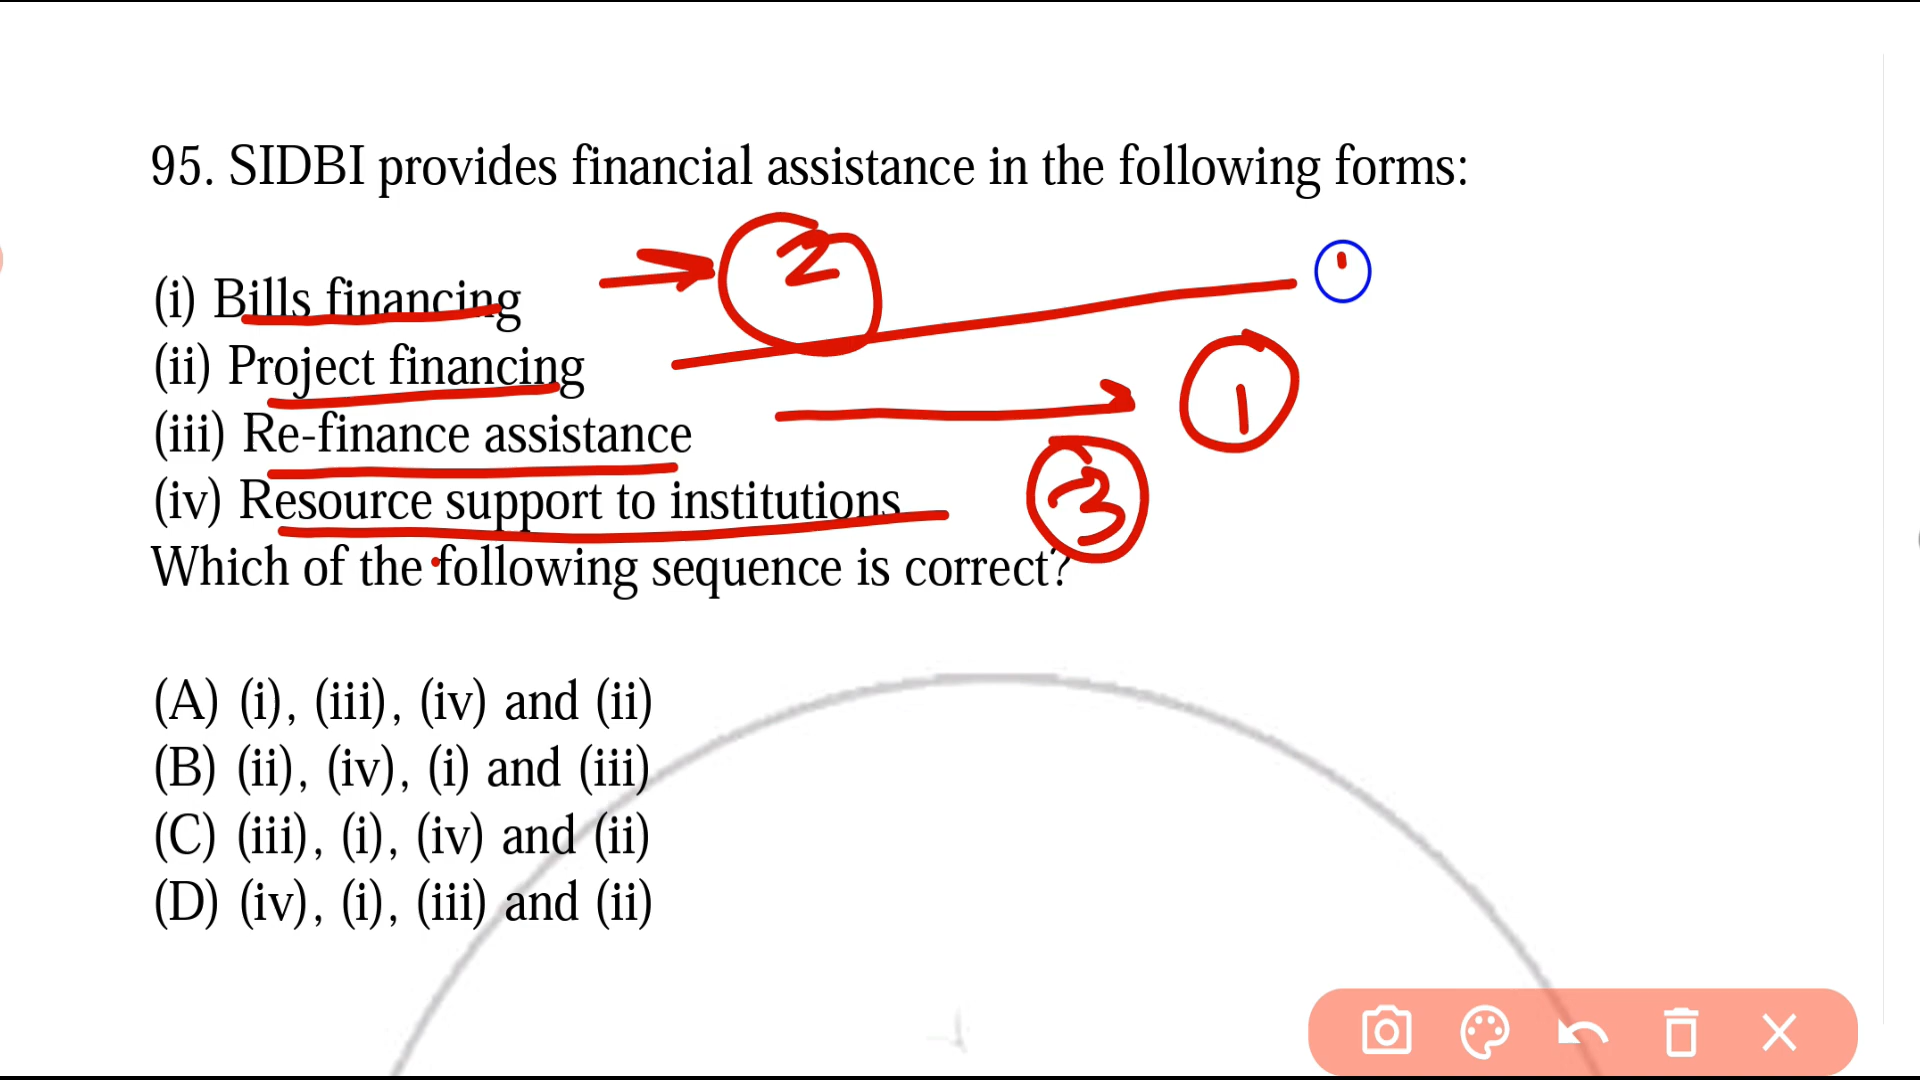 95. SIDBI provides financial assistance in the following forms:
(i) Bills financing 2
(ii) Project financing
(iii) Re-finance assistance 1
(iv) Resource support to institutions 3
Which of the following sequence is correct?
(A) (i), (iii), (iv) and (ii)
(B) (ii), (iv), (i) and (iii)
(C) (iii), (i), (iv) and (ii)
(D) (iv), (i), (iii) and (ii)